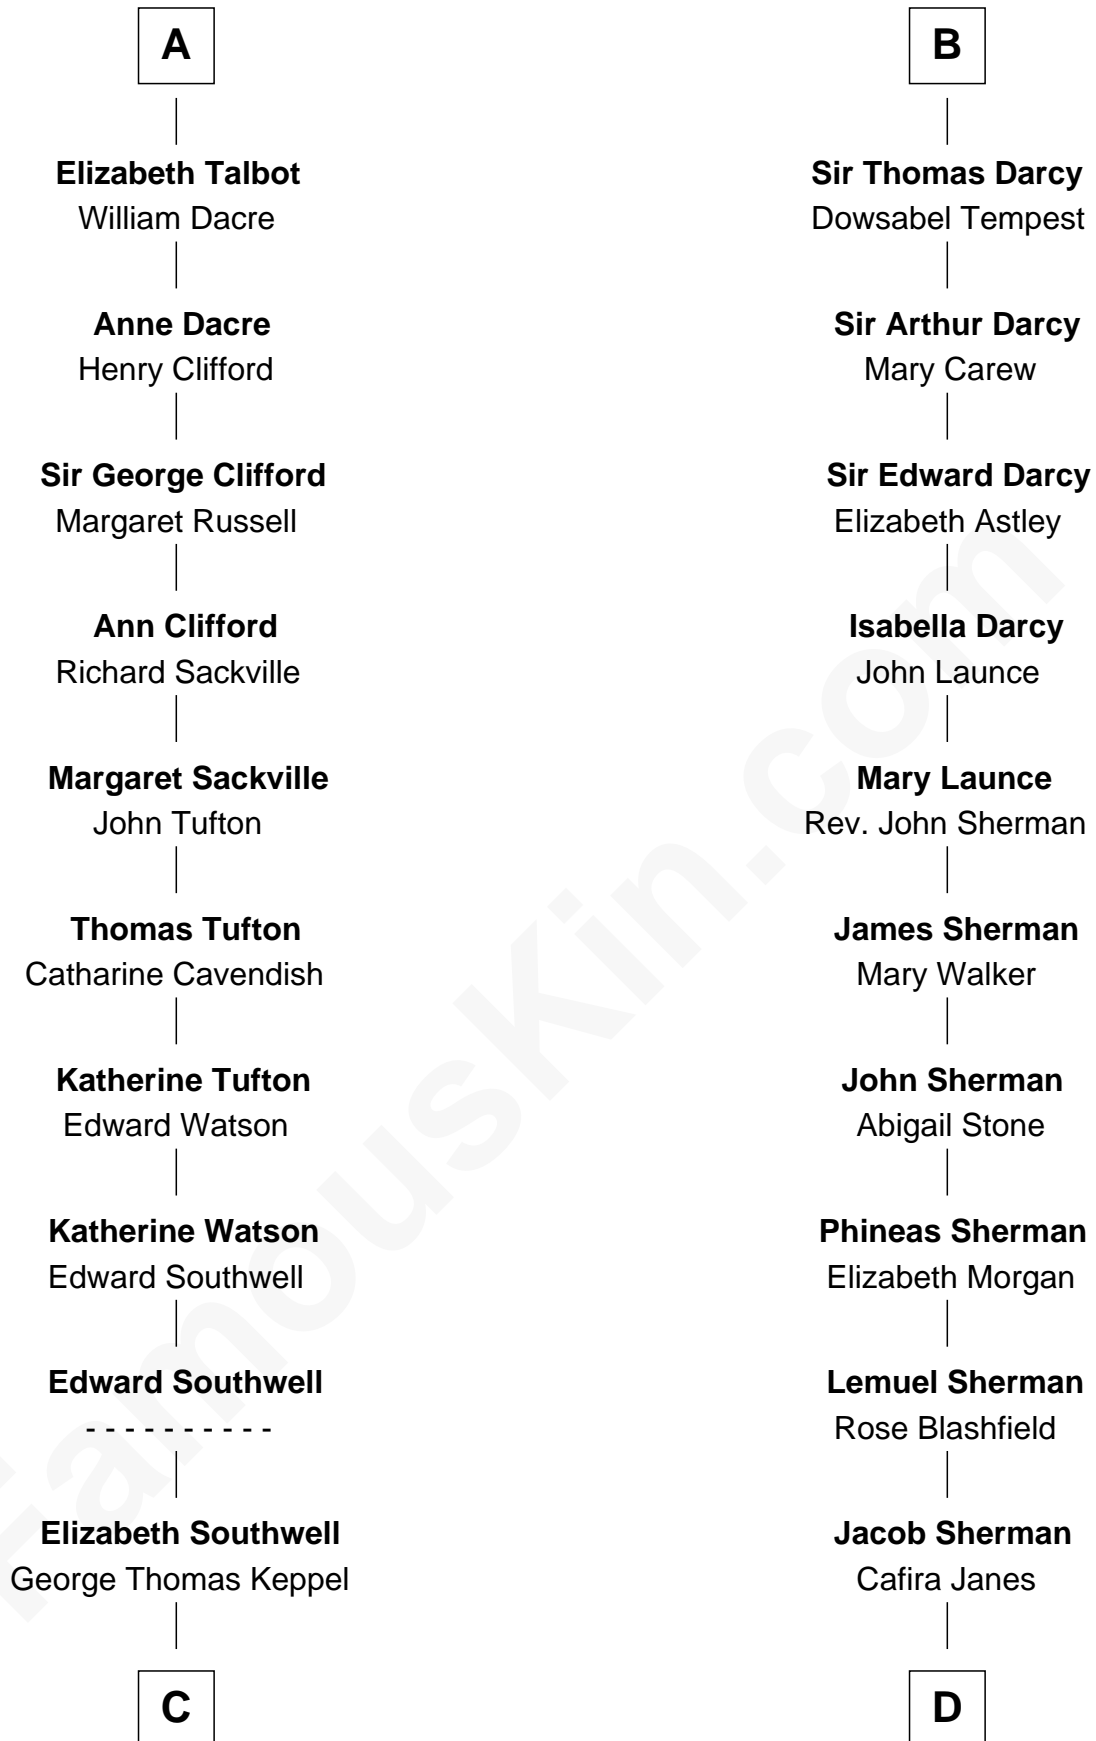 A
Elizabeth Talbot
William Dacre
Anne Dacre
Henry Clifford
Sir George Clifford
Margaret Russell
Ann Clifford
Richard Sackville
Margaret Sackville
John Tufton
Thomas Tufton
Catharine Cavendish
Katherine Tufton
Edward Watson
Katherine Watson
Edward Southwell
Edward Southwell
- - - - - - - - - -
Elizabeth Southwell
George Thomas Keppel
C
B
Sir Thomas Darcy
Dowsabel Tempest
Sir Arthur Darcy
Mary Carew
Sir Edward Darcy
Elizabeth Astley
Isabella Darcy
John Launce
Mary Launce
Rev. John Sherman
James Sherman
Mary Walker
John Sherman
Abigail Stone
Phineas Sherman
Elizabeth Morgan
Lemuel Sherman
Rose Blashfield
Jacob Sherman
Cafira Janes
D
FamousKin.com